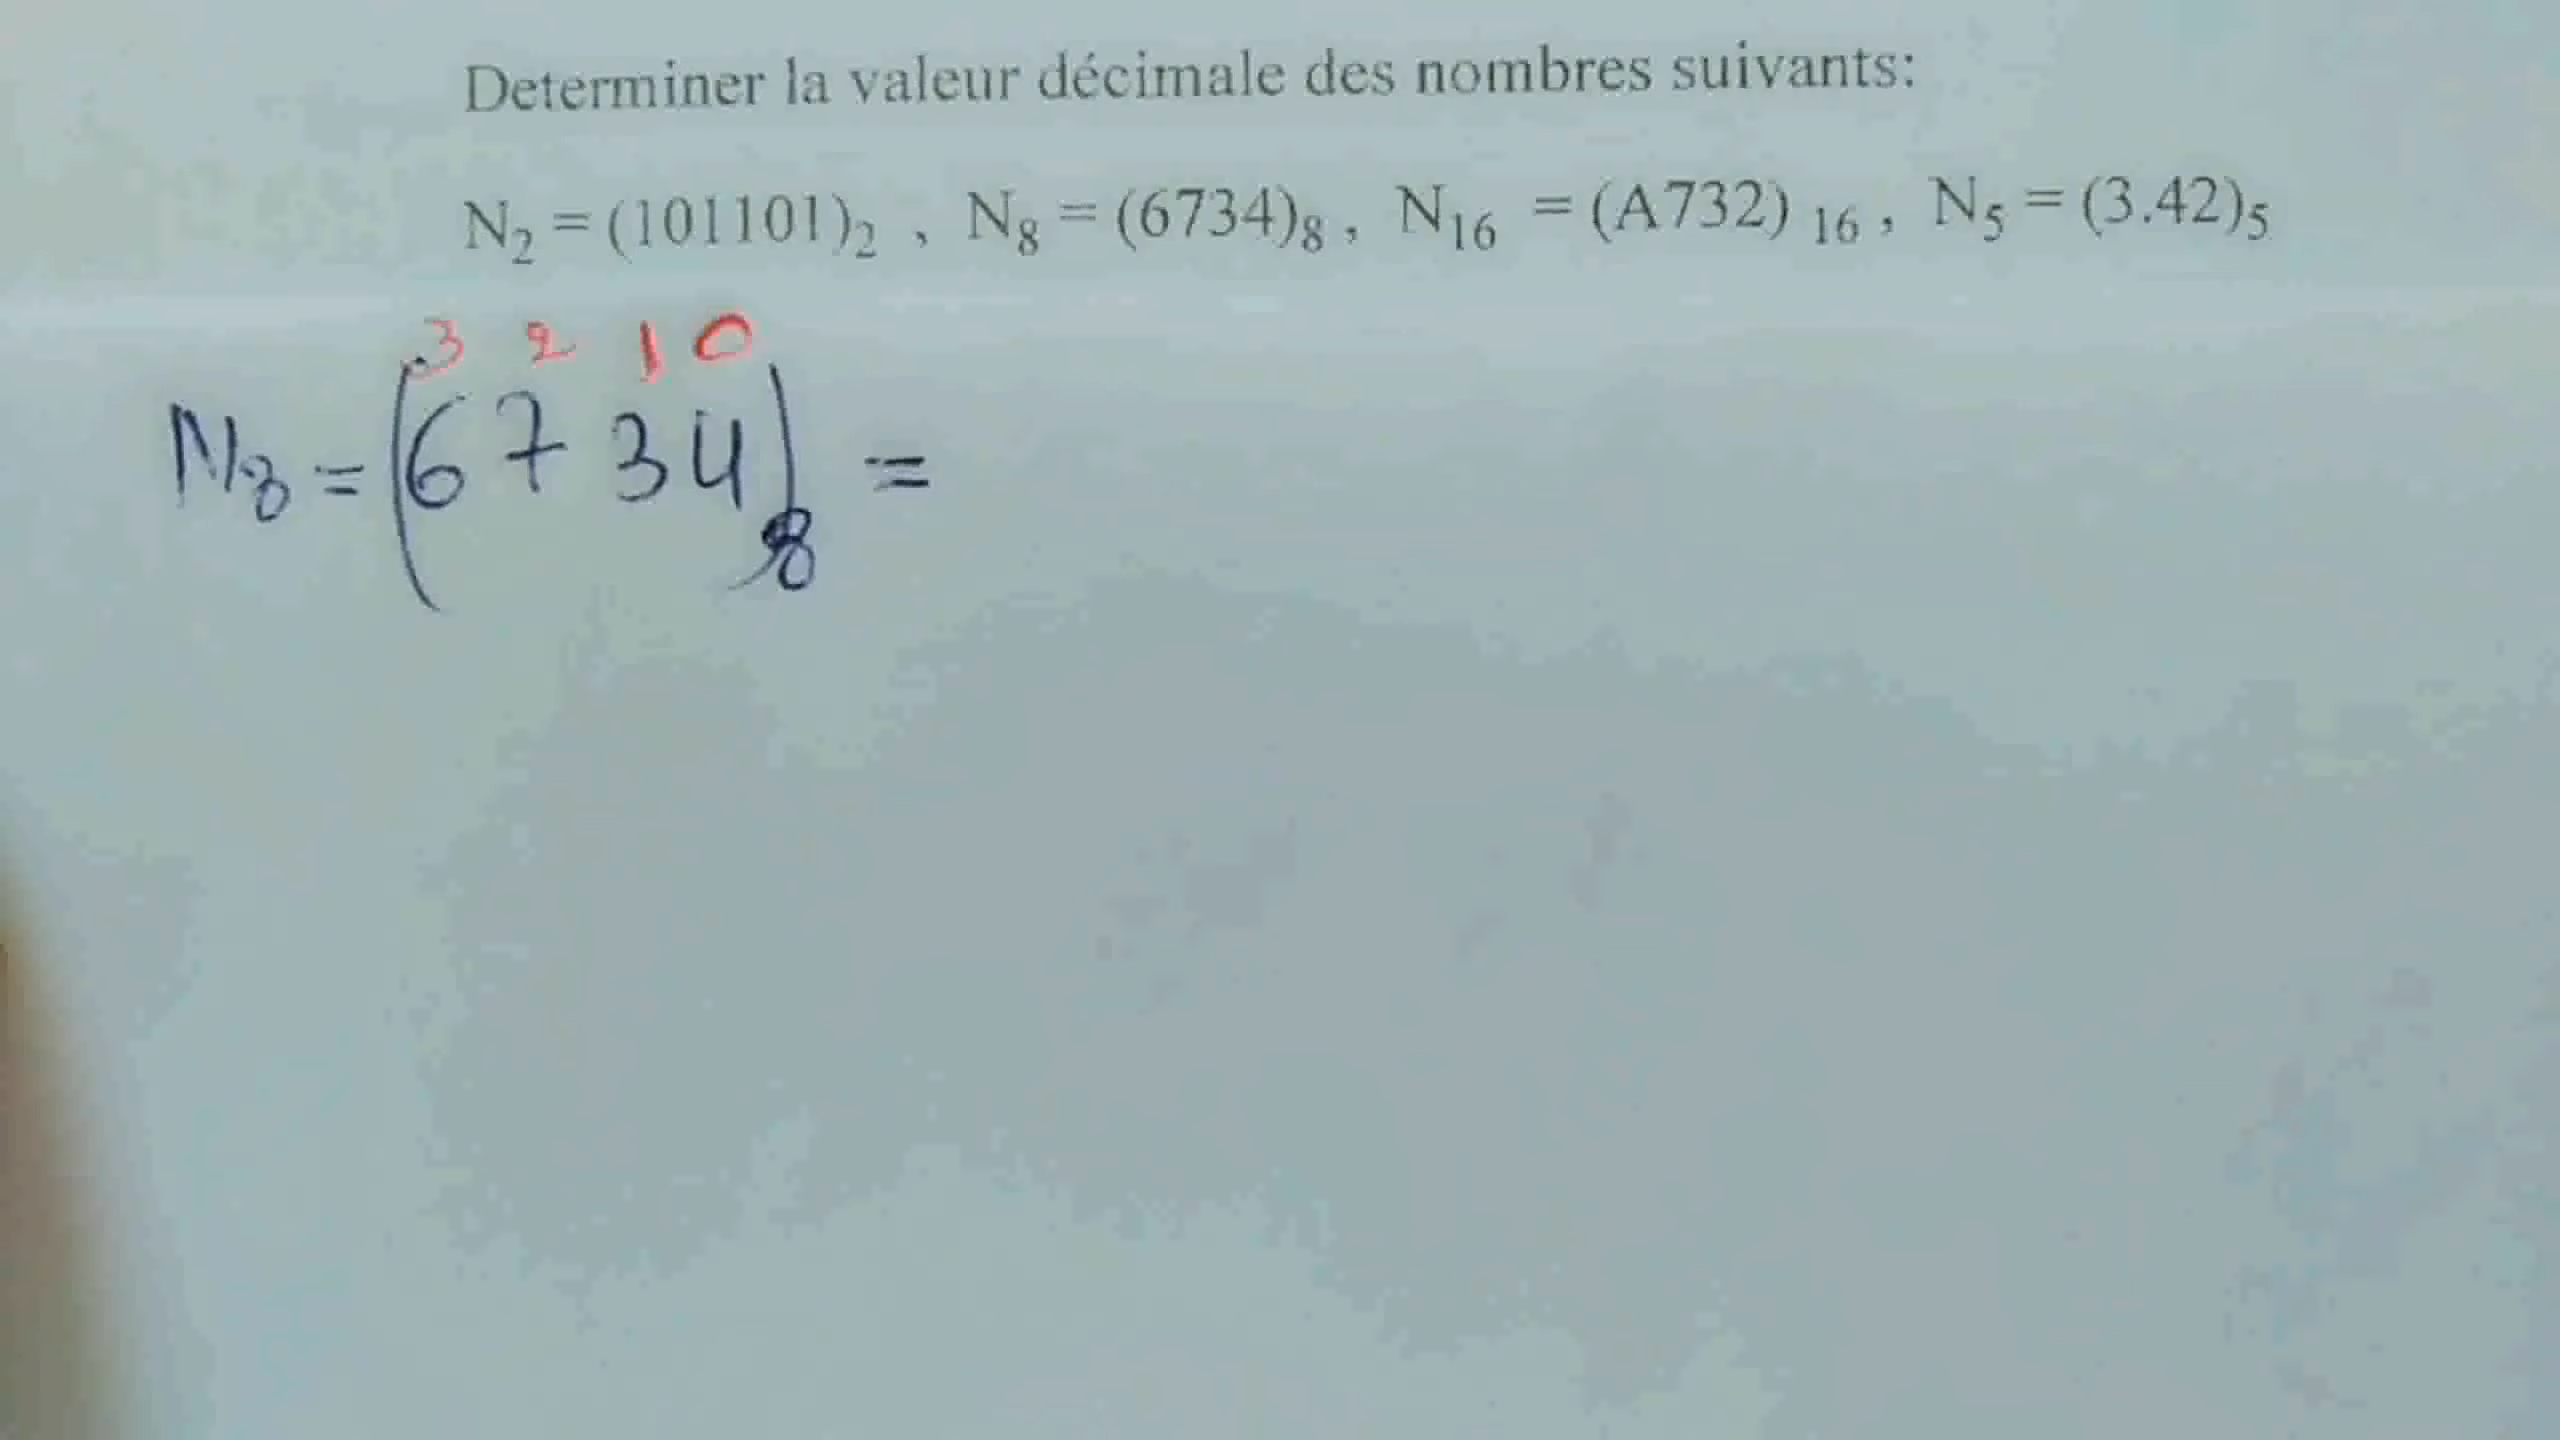 Determiner la valeur décimale des nombres suivants:
N₂ = (101101)₂ , N₈ = (6734)₈ , N₁₆ = (A732) ₁₆ , N₅ = (3.42)₅
3 2 1 0
N₈ = (6734)₈ =